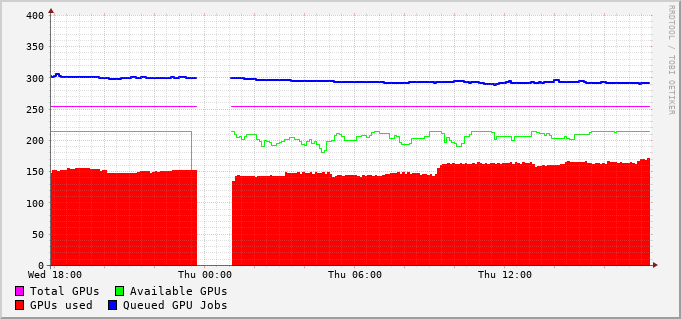 400
350
300
250
200
150
100
50
0
Wed 18:00 Thu 00:00 Thu 06:00 Thu 12:00
Total GPUs Available GPUs
GPUs used Queued GPU Jobs
RRDTOOL / TOBI OETIKER